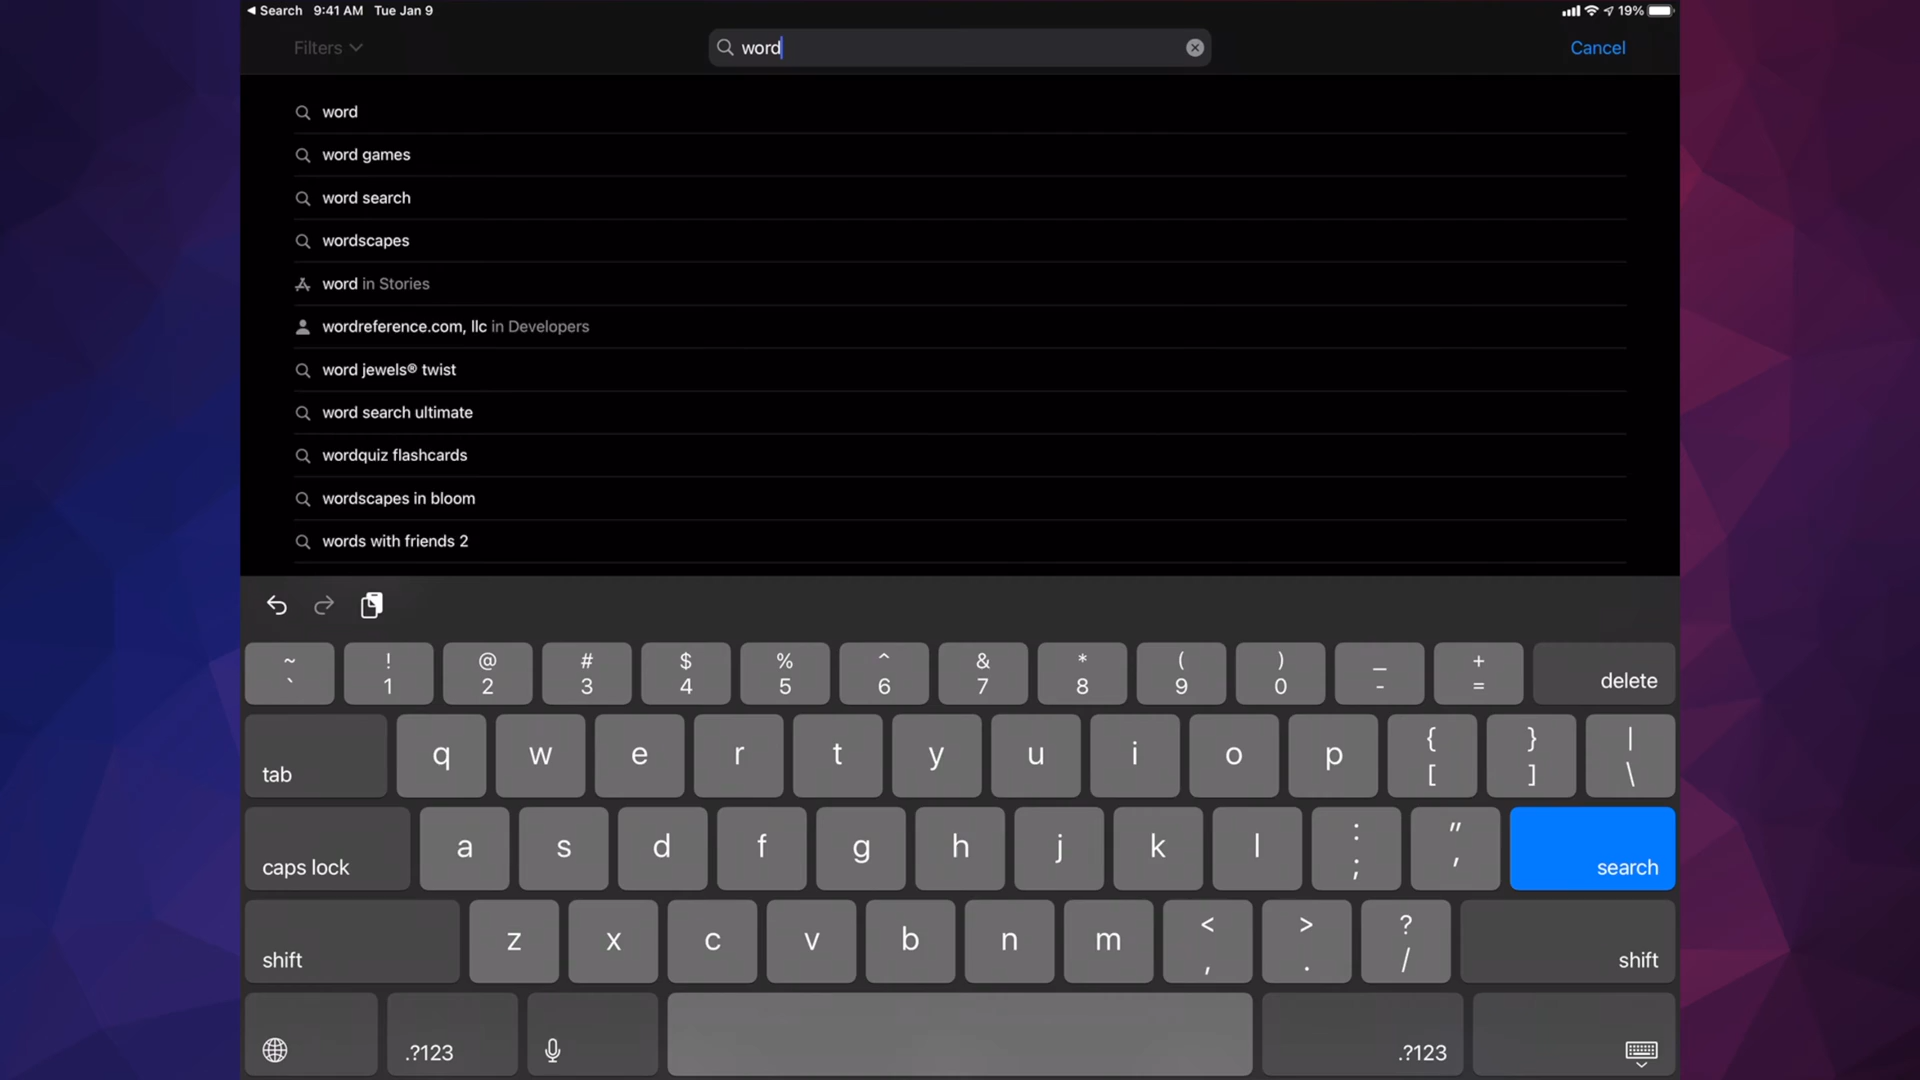 ◀ Search 9:41 AM Tue Jan 9 19%
Filters word Cancel
word
word games
word search
wordscapes
word in Stories
wordreference.com, llc in Developers
word jewels® twist
word search ultimate
wordquiz flashcards
wordscapes in bloom
words with friends 2
~ ! @ # $ % ^ & * ( ) _ +
` 1 2 3 4 5 6 7 8 9 0 - = delete
tab q w e r t y u i o p { [ } ] | \
caps lock a s d f g h j k l : ; " ' search
shift z x c v b n m < , > . ? / shift
.?123 .?123